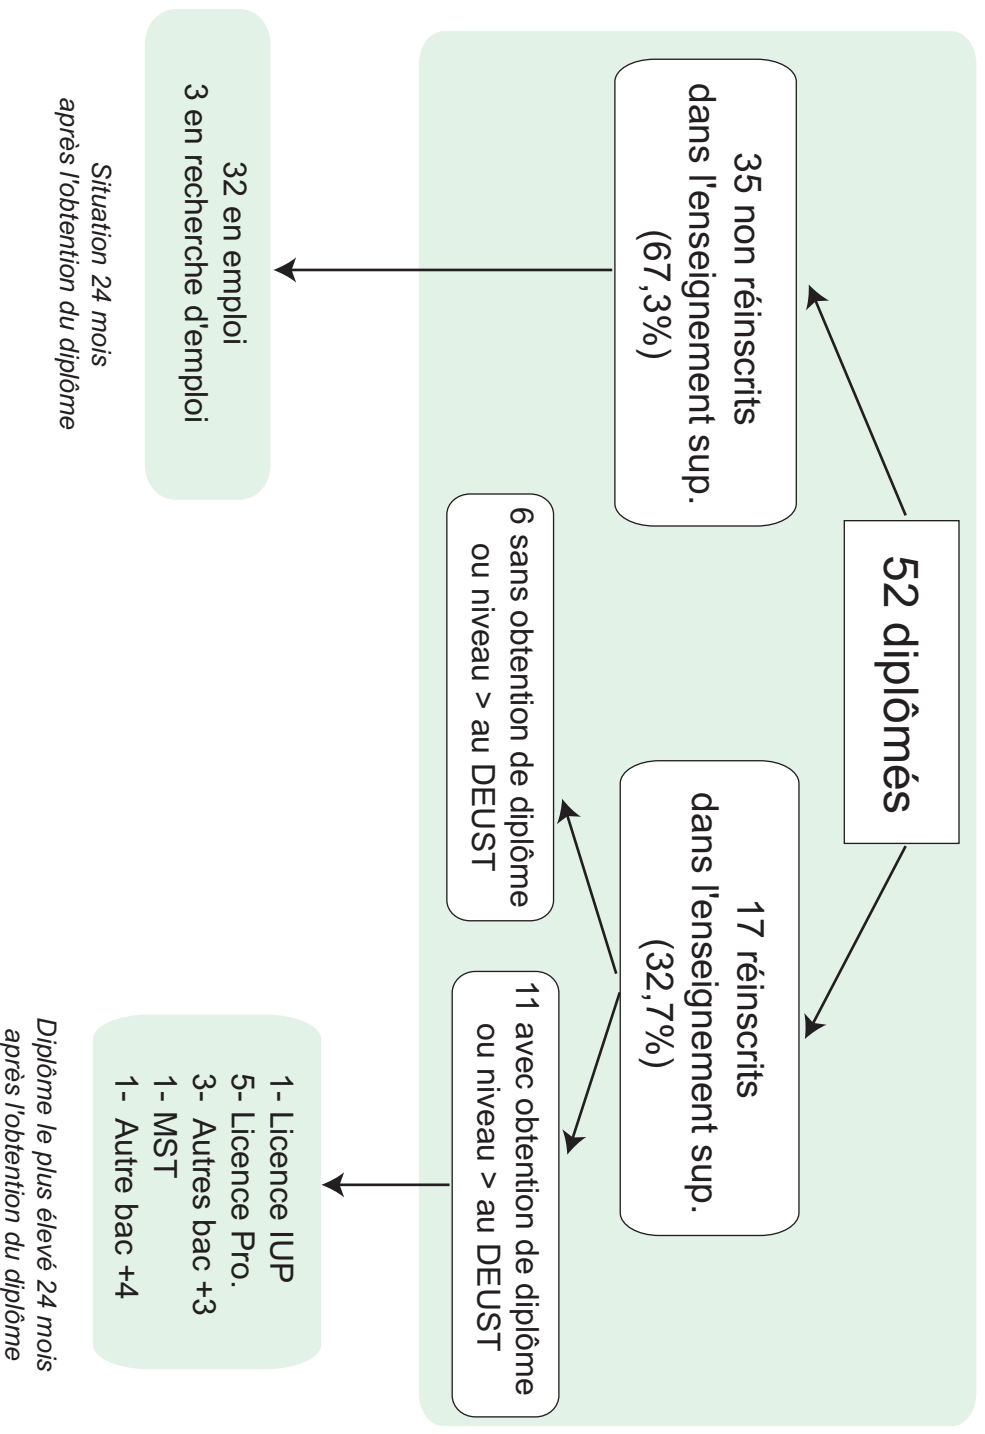 52 diplômés
35 non réinscrits
dans l'enseignement sup.
(67,3%)
17 réinscrits
dans l'enseignement sup.
(32,7%)
6 sans obtention de diplôme
ou niveau > au DEUST
11 avec obtention de diplôme
ou niveau > au DEUST
32 en emploi
3 en recherche d'emploi
Situation 24 mois
après l'obtention du diplôme
1- Licence IUP
5- Licence Pro.
3- Autres bac +3
1- MST
1- Autre bac +4
Diplôme le plus élevé 24 mois
après l'obtention du diplôme